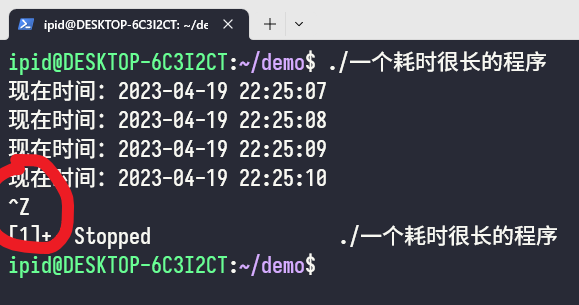 ipid@DESKTOP-6C3I2CT: ~/de
ipid@DESKTOP-6C3I2CT:~/demo$ ./一个耗时很长的程序
现在时间: 2023-04-19 22:25:07
现在时间: 2023-04-19 22:25:08
现在时间: 2023-04-19 22:25:09
现在时间: 2023-04-19 22:25:10
^Z
[1]+  Stopped                 ./一个耗时很长的程序
ipid@DESKTOP-6C3I2CT:~/demo$